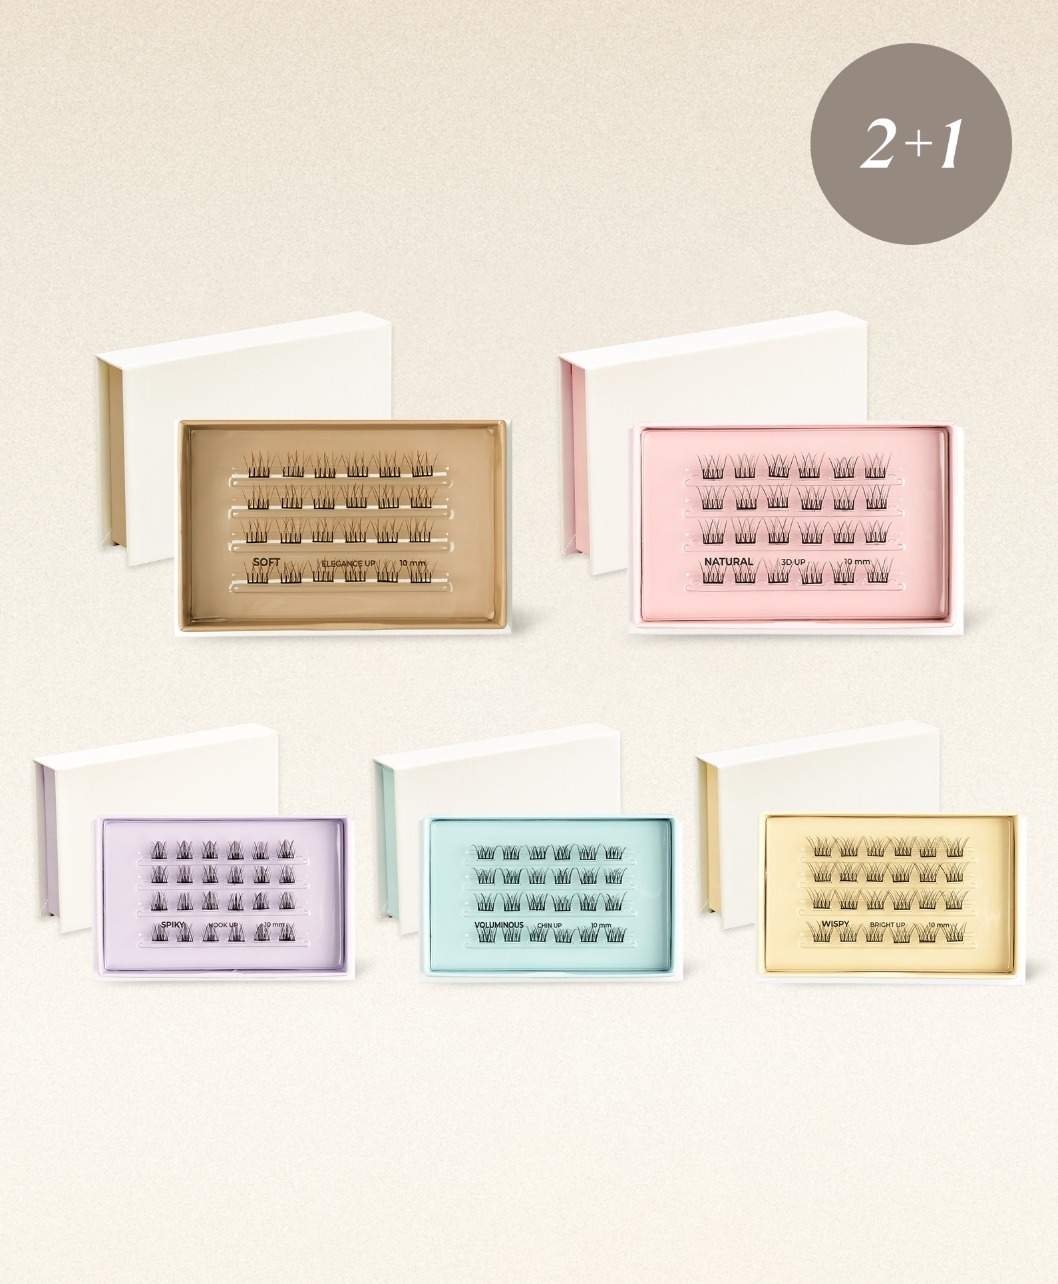 2+1
SOFT ELEGANCE UP 10 mm
NATURAL 3D UP 10 mm
SPIKY HOOK UP 10 mm
VOLUMINOUS CHIN UP 10 mm
WISPY BRIGHT UP 10 mm